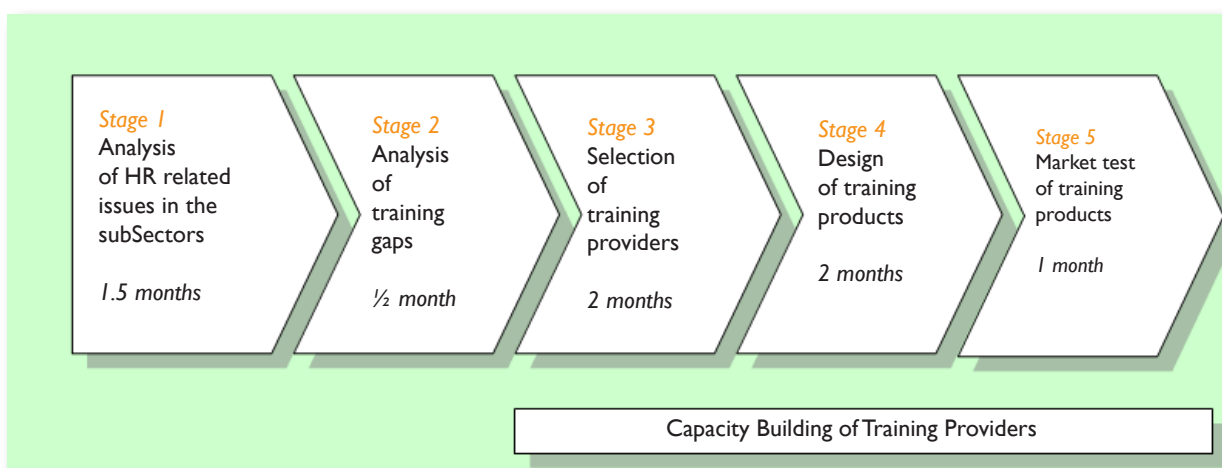 Stage 1
Analysis
of HR related
issues in the
subSectors
1.5 months
Stage 2
Analysis
of
training
gaps
½ month
Stage 3
Selection
of
training
providers
2 months
Stage 4
Design
of training
products
2 months
Stage 5
Market test
of training
products
1 month
Capacity Building of Training Providers